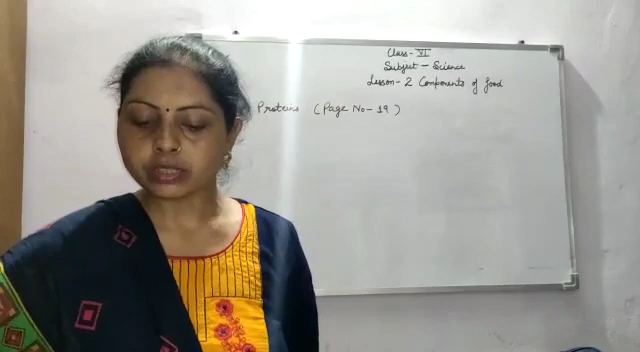 Class - VI
Subject - Science
Lesson - 2 Components of food
Proteins (Page No - 19)